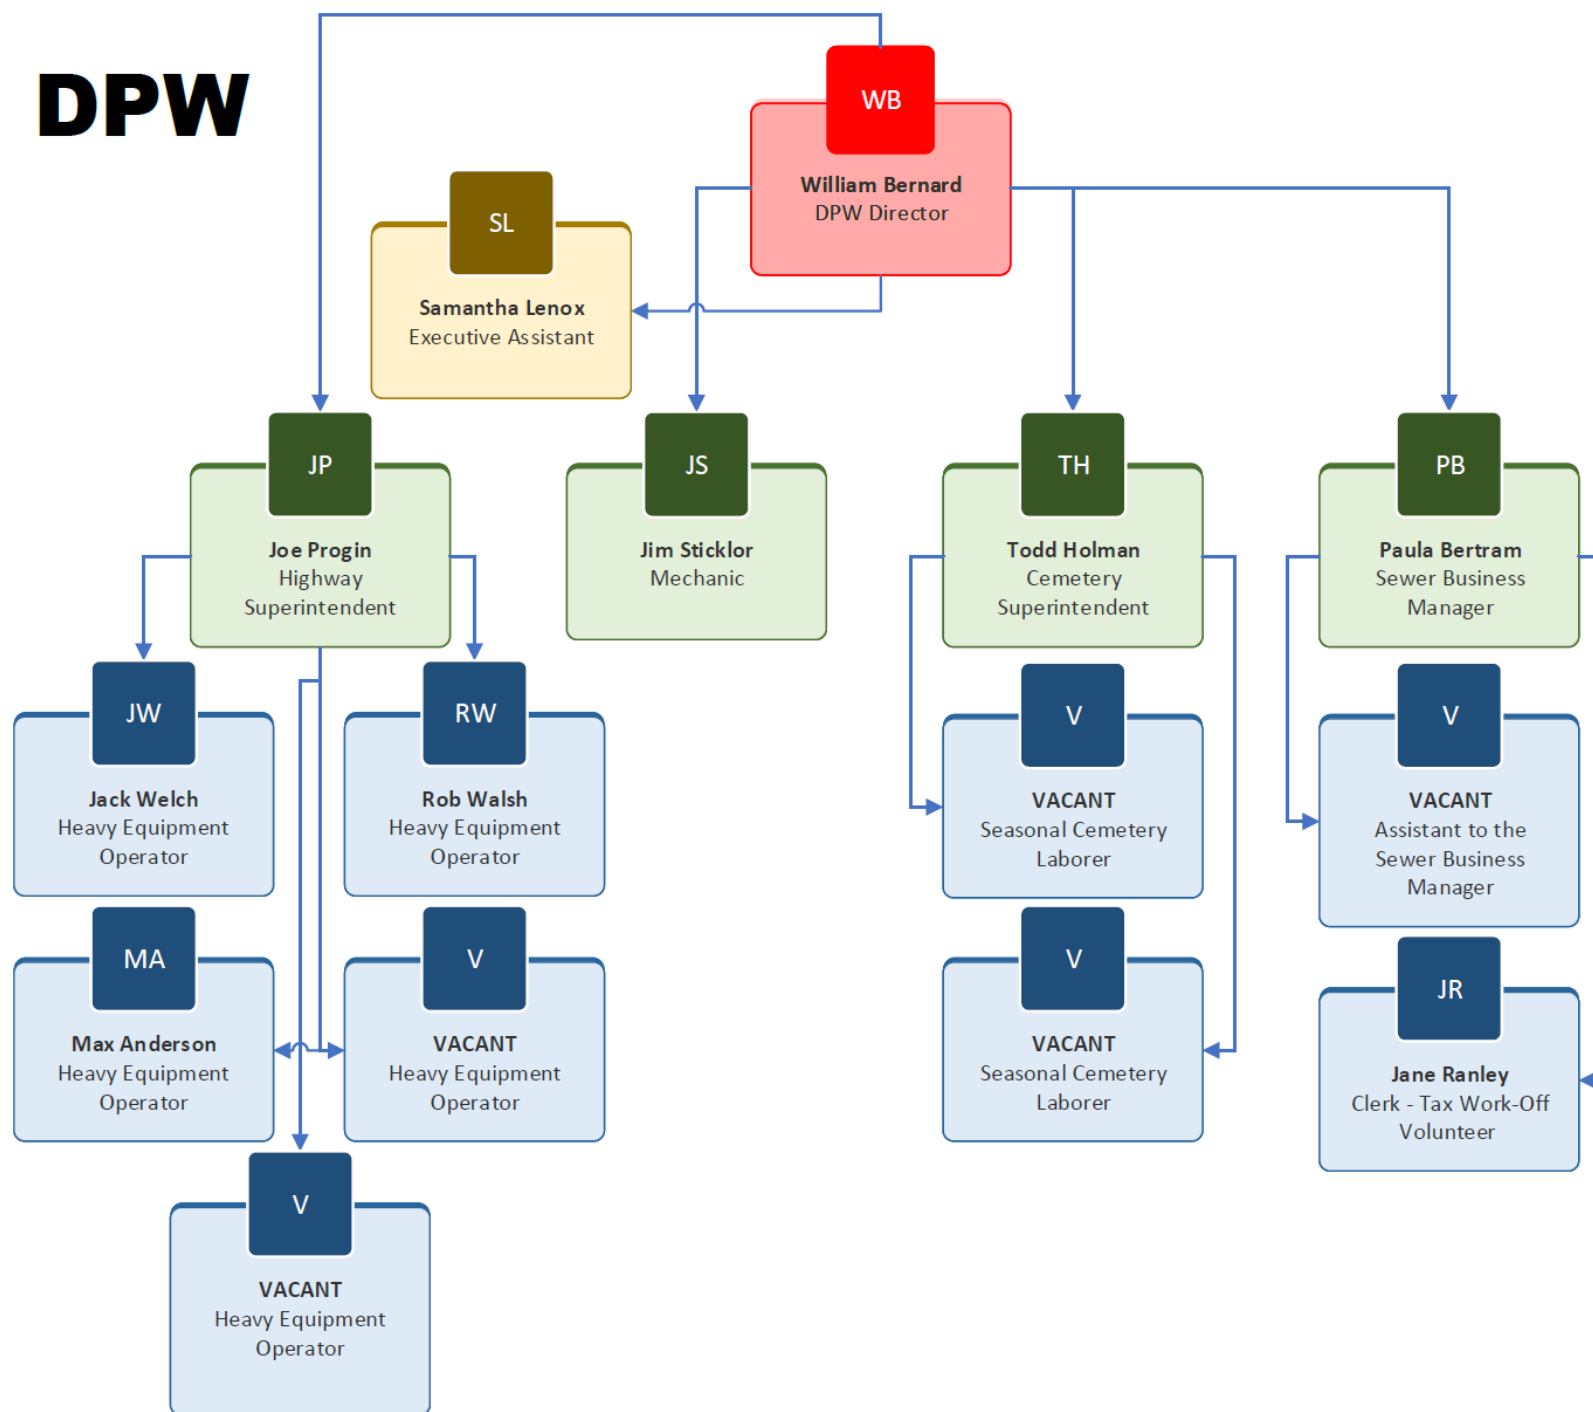 DPW
WB
William Bernard
DPW Director
SL
Samantha Lenox
Executive Assistant
JP
Joe Progin
Highway
Superintendent
JS
Jim Sticklor
Mechanic
TH
Todd Holman
Cemetery
Superintendent
PB
Paula Bertram
Sewer Business
Manager
JW
Jack Welch
Heavy Equipment
Operator
RW
Rob Walsh
Heavy Equipment
Operator
V
VACANT
Seasonal Cemetery
Laborer
V
VACANT
Assistant to the
Sewer Business
Manager
MA
Max Anderson
Heavy Equipment
Operator
V
VACANT
Heavy Equipment
Operator
V
VACANT
Seasonal Cemetery
Laborer
JR
Jane Ranley
Clerk - Tax Work-Off
Volunteer
V
VACANT
Heavy Equipment
Operator